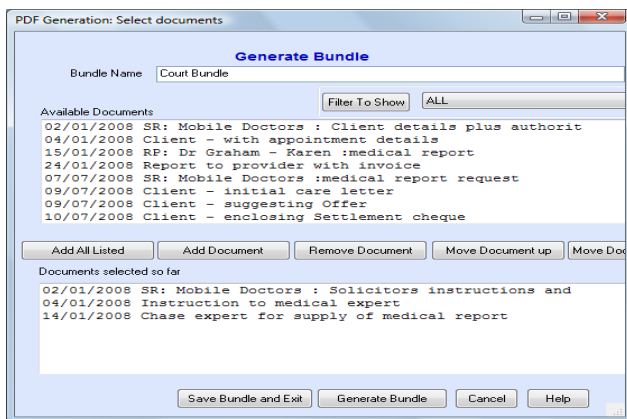 PDF Generation: Select documents
Generate Bundle
Bundle Name Court Bundle
Filter To Show ALL
Available Documents
02/01/2008 SR: Mobile Doctors : Client details plus authorit
04/01/2008 Client - with appointment details
15/01/2008 RP: Dr Graham - Karen :medical report
24/01/2008 Report to provider with invoice
07/07/2008 SR: Mobile Doctors :medical report request
09/07/2008 Client - initial care letter
09/07/2008 Client - suggesting Offer
10/07/2008 Client - enclosing Settlement cheque
Add All Listed Add Document Remove Document Move Document up Move Doc
Documents selected so far
02/01/2008 SR: Mobile Doctors : Solicitors instructions and
04/01/2008 Instruction to medical expert
14/01/2008 Chase expert for supply of medical report
Save Bundle and Exit Generate Bundle Cancel Help